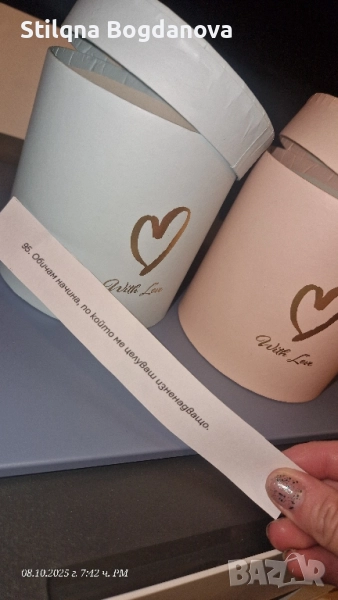 Stilqna Bogdanova
With Love
With Love
95. Обичам начина, по който ме целуваш изненадващо.
08.10.2025 г. 7:42 ч. PM
BAZAR